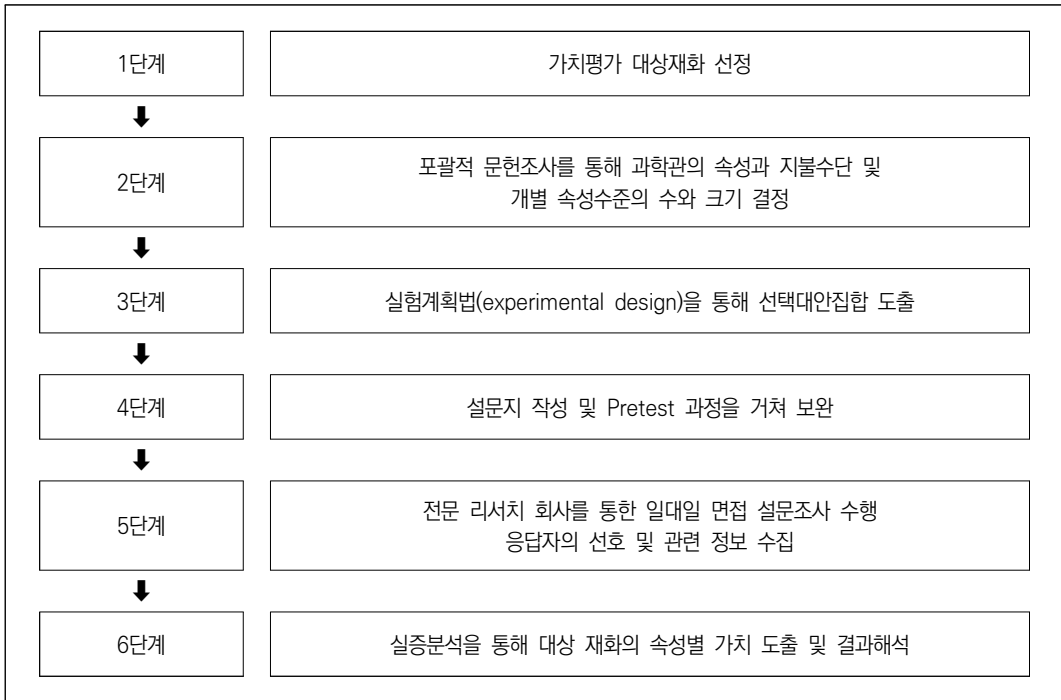 1단계
가치평가 대상재화 선정
2단계
포괄적 문헌조사를 통해 과학관의 속성과 지불수단 및
개별 속성수준의 수와 크기 결정
3단계
실험계획법(experimental design)을 통해 선택대안집합 도출
4단계
설문지 작성 및 Pretest 과정을 거쳐 보완
5단계
전문 리서치 회사를 통한 일대일 면접 설문조사 수행
응답자의 선호 및 관련 정보 수집
6단계
실증분석을 통해 대상 재화의 속성별 가치 도출 및 결과해석